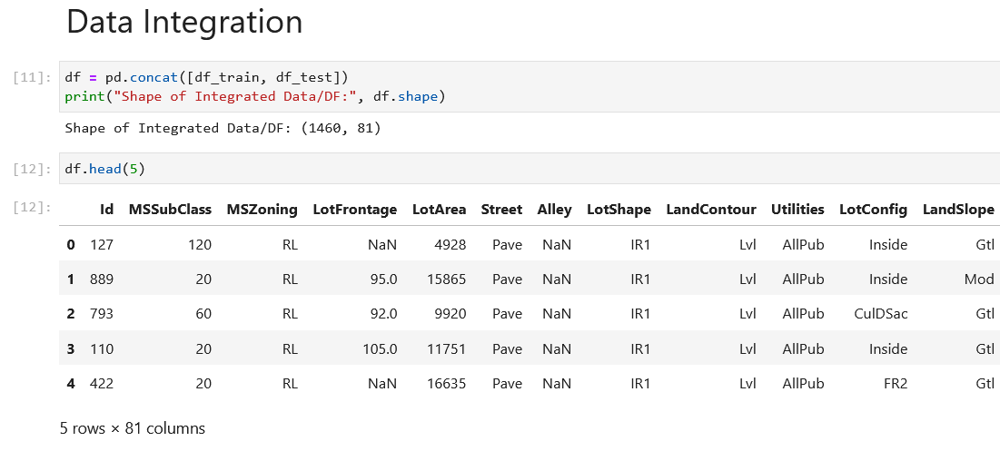 Data Integration
[11]: df = pd.concat([df_train, df_test])
print("Shape of Integrated Data/DF:", df.shape)
Shape of Integrated Data/DF: (1460, 81)
[12]: df.head(5)
[12]: Id MSSubClass MSZoning LotFrontage LotArea Street Alley LotShape LandContour Utilities LotConfig LandSlope
0 127 120 RL NaN 4928 Pave NaN IR1 Lvl AllPub Inside Gtl
1 889 20 RL 95.0 15865 Pave NaN IR1 Lvl AllPub Inside Mod
2 793 60 RL 92.0 9920 Pave NaN IR1 Lvl AllPub CulDSac Gtl
3 110 20 RL 105.0 11751 Pave NaN IR1 Lvl AllPub Inside Gtl
4 422 20 RL NaN 16635 Pave NaN IR1 Lvl AllPub FR2 Gtl
5 rows × 81 columns